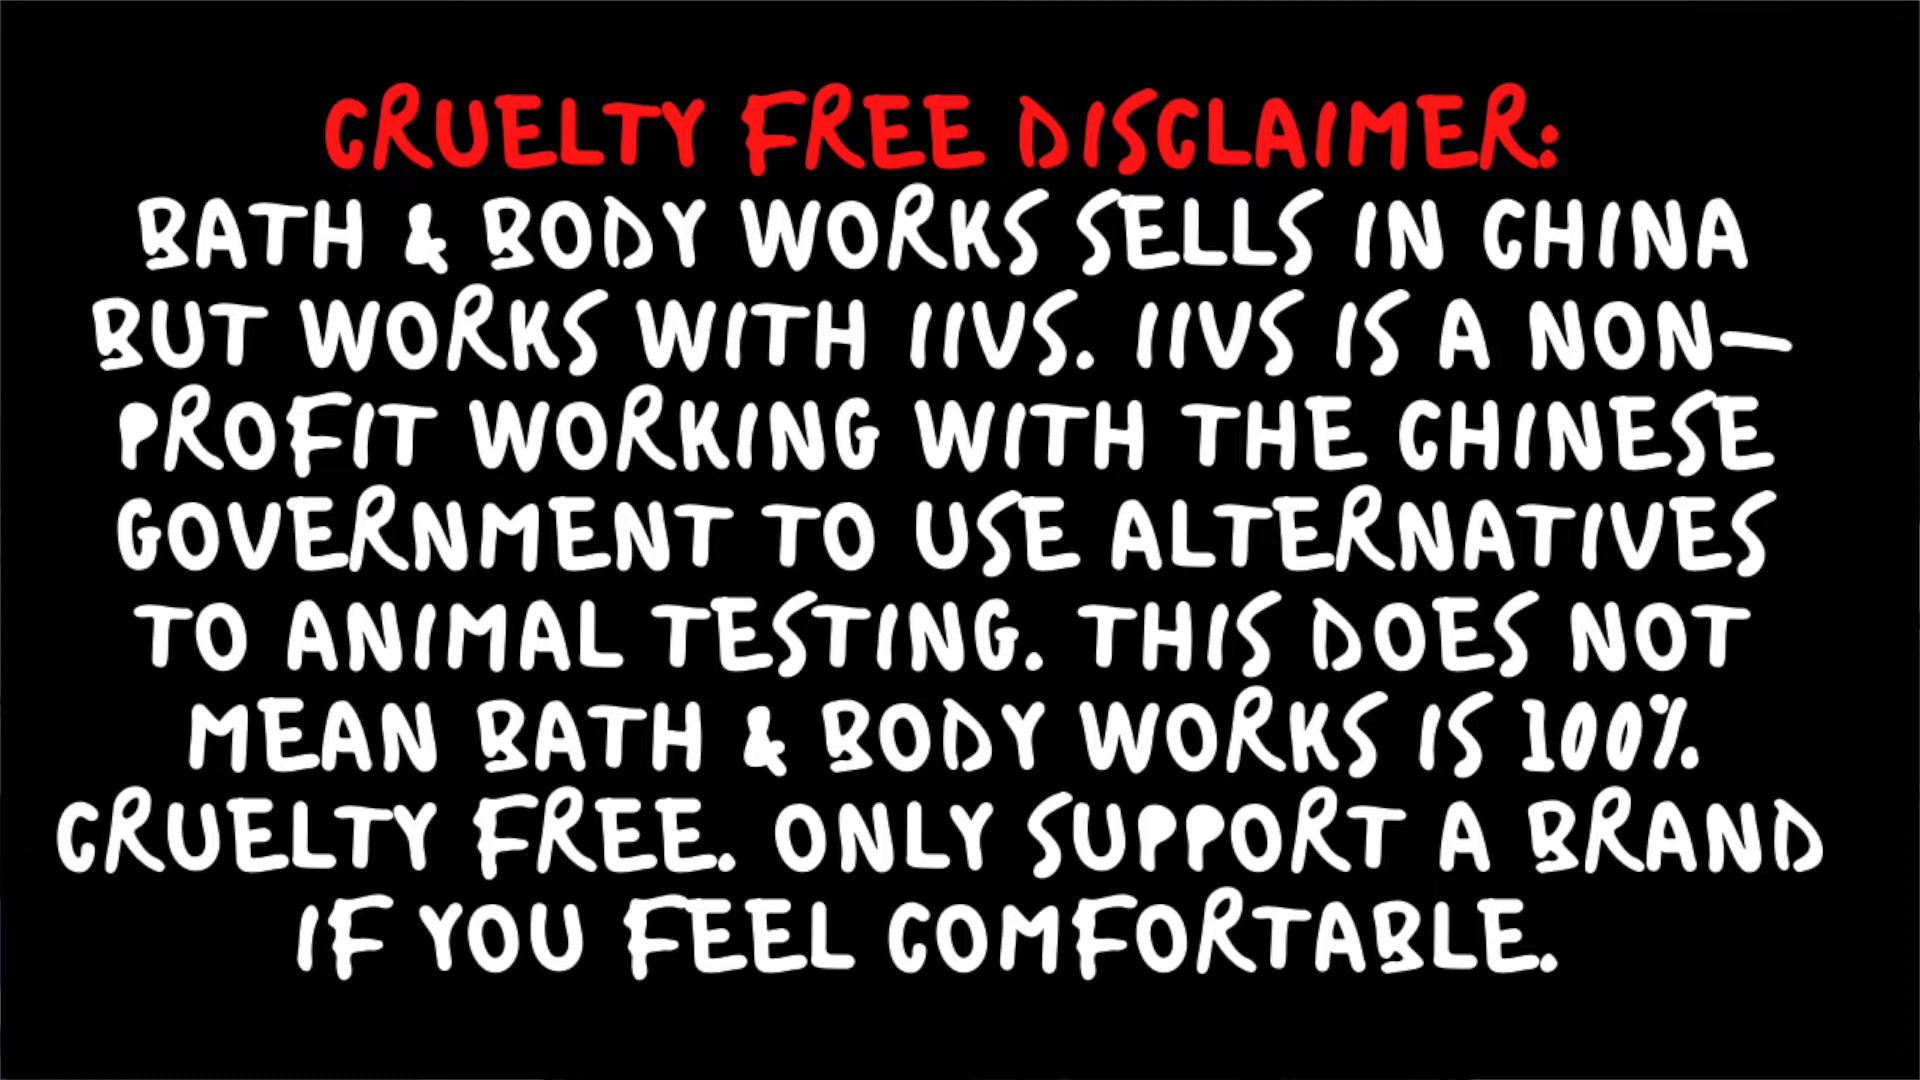 CRUELTY FREE DISCLAIMER:
BATH & BODY WORKS SELLS IN CHINA
BUT WORKS WITH IIVS. IIVS IS A NON-
PROFIT WORKING WITH THE CHINESE
GOVERNMENT TO USE ALTERNATIVES
TO ANIMAL TESTING. THIS DOES NOT
MEAN BATH & BODY WORKS IS 100%
CRUELTY FREE. ONLY SUPPORT A BRAND
IF YOU FEEL COMFORTABLE.